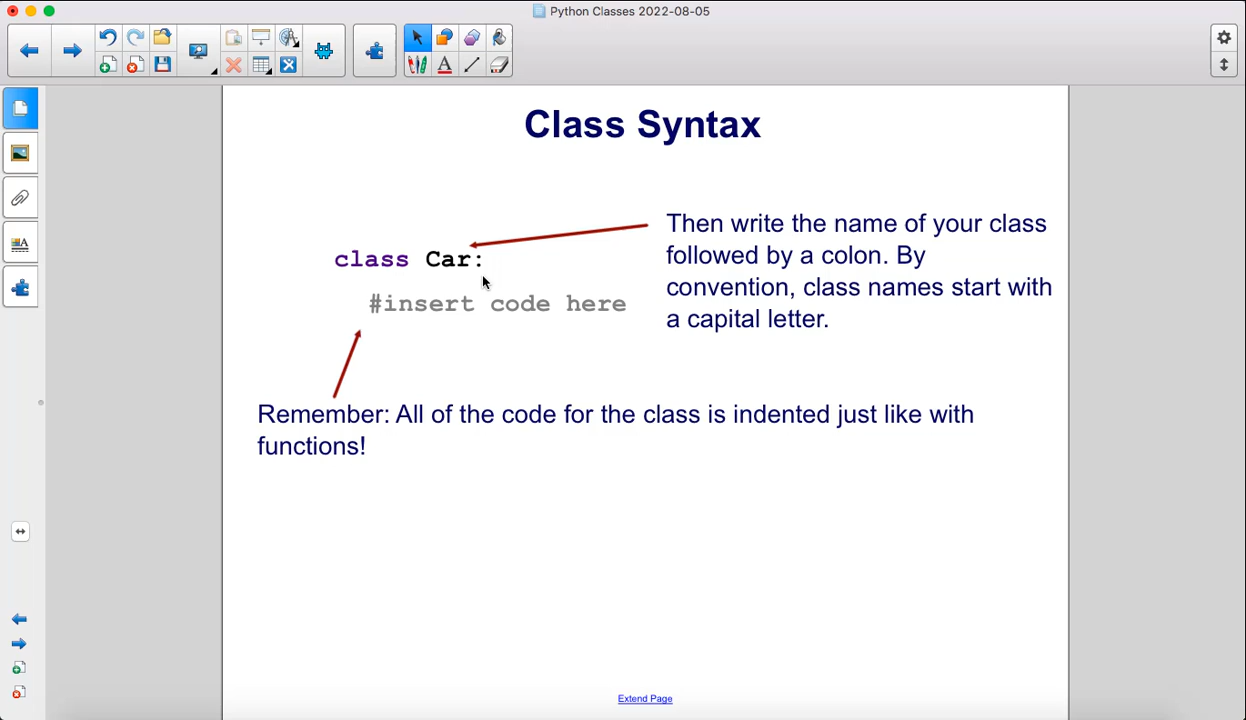 Python Classes 2022-08-05
Class Syntax
Then write the name of your class
followed by a colon. By
convention, class names start with
a capital letter.
class Car:
#insert code here
Remember: All of the code for the class is indented just like with
functions!
Extend Page